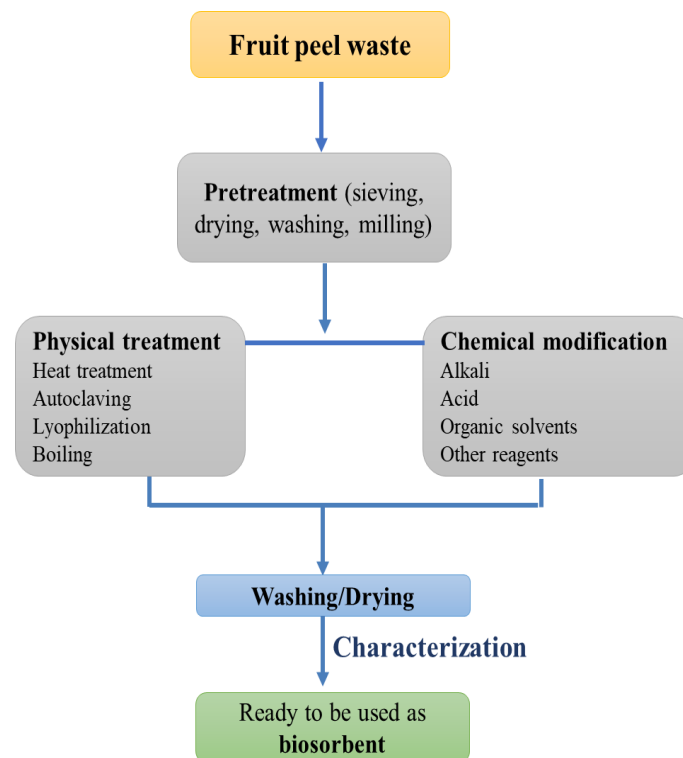 Fruit peel waste
Pretreatment (sieving,
drying, washing, milling)
Physical treatment
Heat treatment
Autoclaving
Lyophilization
Boiling
Chemical modification
Alkali
Acid
Organic solvents
Other reagents
Washing/Drying
Characterization
Ready to be used as
biosorbent